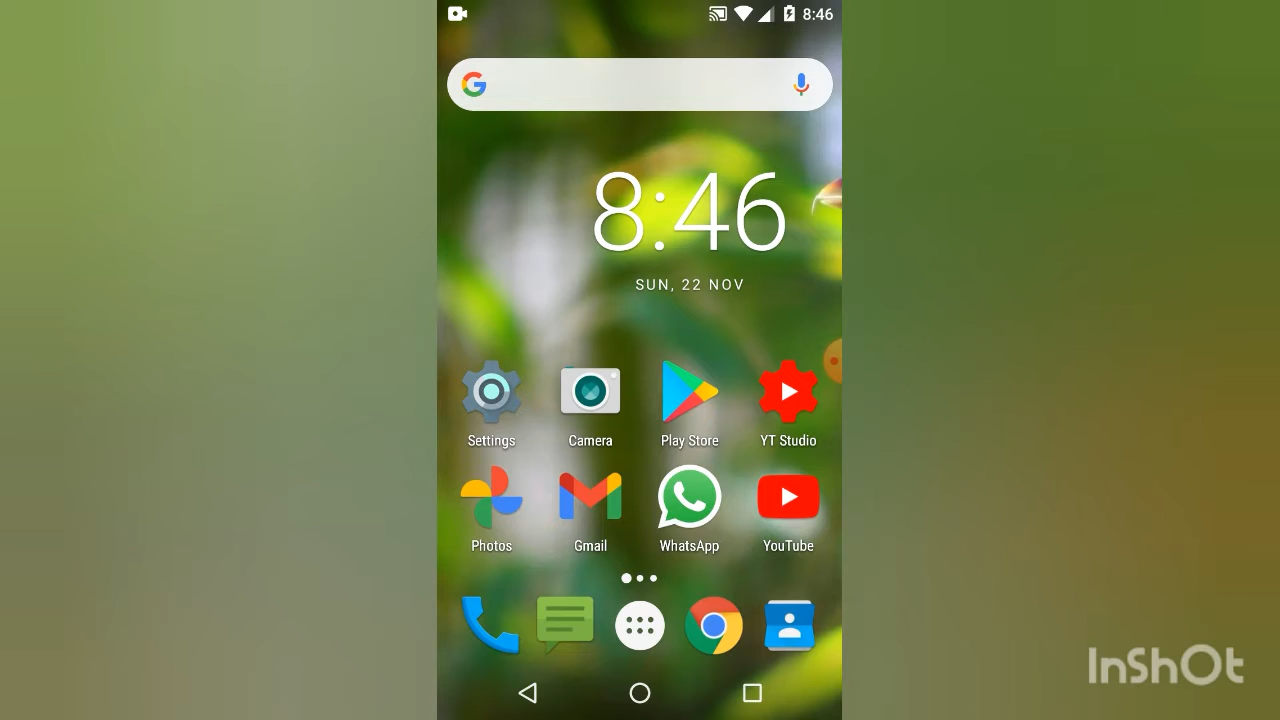 8:46
8:46
SUN, 22 NOV
Settings
Camera
Play Store
YT Studio
Photos
Gmail
WhatsApp
YouTube
InShOt